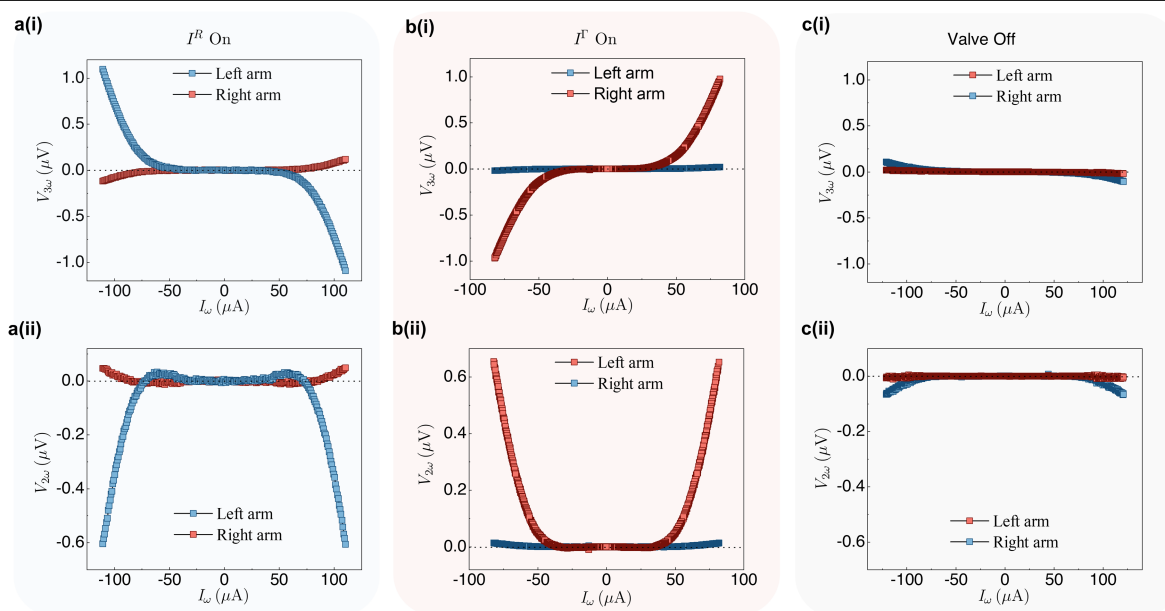 a(i)
I^R On
Left arm
Right arm
1.0
0.5
0.0
-0.5
-1.0
V_{3ω} (μV)
-100 -50 0 50 100
I_ω (μA)
b(i)
I^Γ On
Left arm
Right arm
1.0
0.5
0.0
-0.5
-1.0
V_{3ω} (μV)
-100 -50 0 50 100
I_ω (μA)
c(i)
Valve Off
Left arm
Right arm
1.0
0.5
0.0
-0.5
-1.0
V_{3ω} (μV)
-100 -50 0 50 100
I_ω (μA)
a(ii)
0.0
-0.2
-0.4
-0.6
V_{2ω} (μV)
Left arm
Right arm
-100 -50 0 50 100
I_ω (μA)
b(ii)
Left arm
Right arm
0.6
0.4
0.2
0.0
V_{2ω} (μV)
-100 -50 0 50 100
I_ω (μA)
c(ii)
0.0
-0.2
-0.4
-0.6
V_{2ω} (μV)
Left arm
Right arm
-100 -50 0 50 100
I_ω (μA)